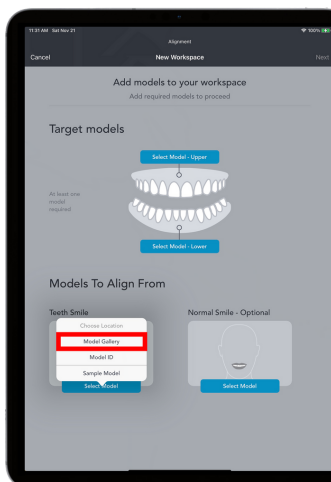 11:31 AM Sat Nov 21
100%
Alignment
Cancel
New Workspace
Next
Add models to your workspace
Add required models to proceed
Target models
Select Model - Upper
At least one
model
required
Select Model - Lower
Models To Align From
Teeth Smile
Normal Smile - Optional
Choose Location
Model Gallery
Model ID
Sample Model
Select Model
Select Model